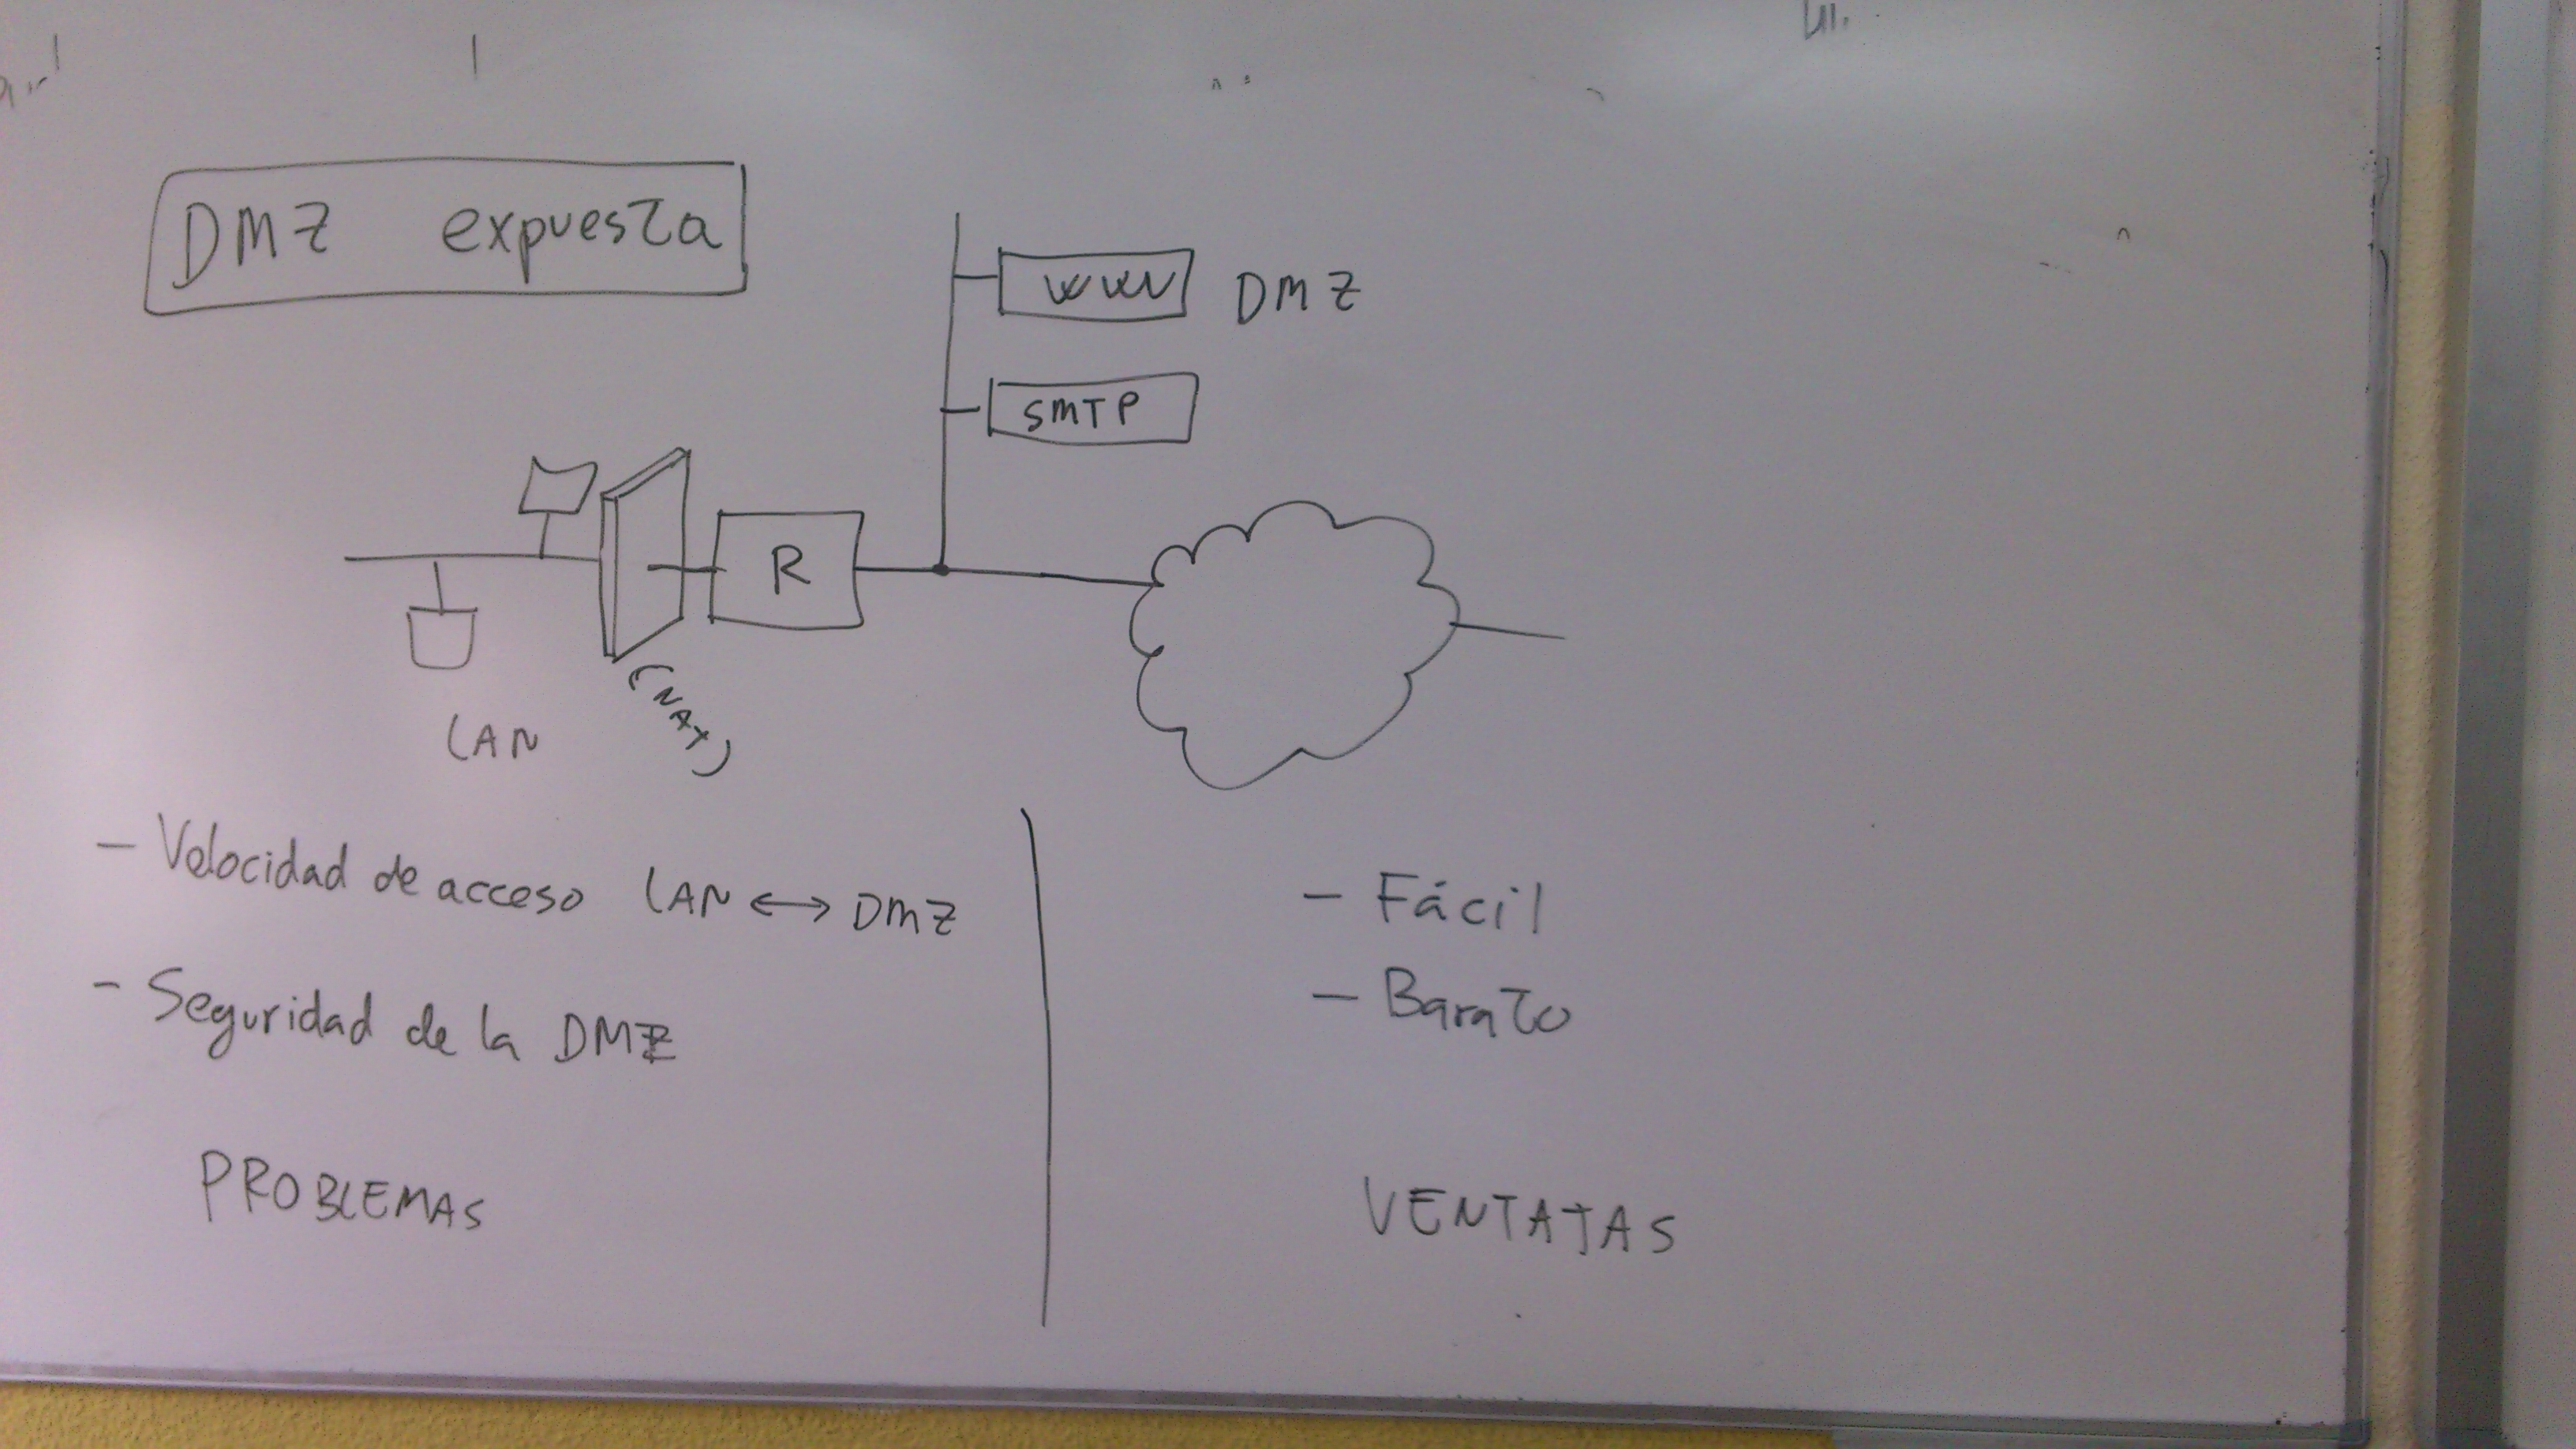 DMZ expuesta
WWW DMZ
SMTP
R
(NAT)
LAN
- Velocidad de acceso LAN ↔ DMZ
- Seguridad de la DMZ
PROBLEMAS
- Fácil
- Barato
VENTAJAS